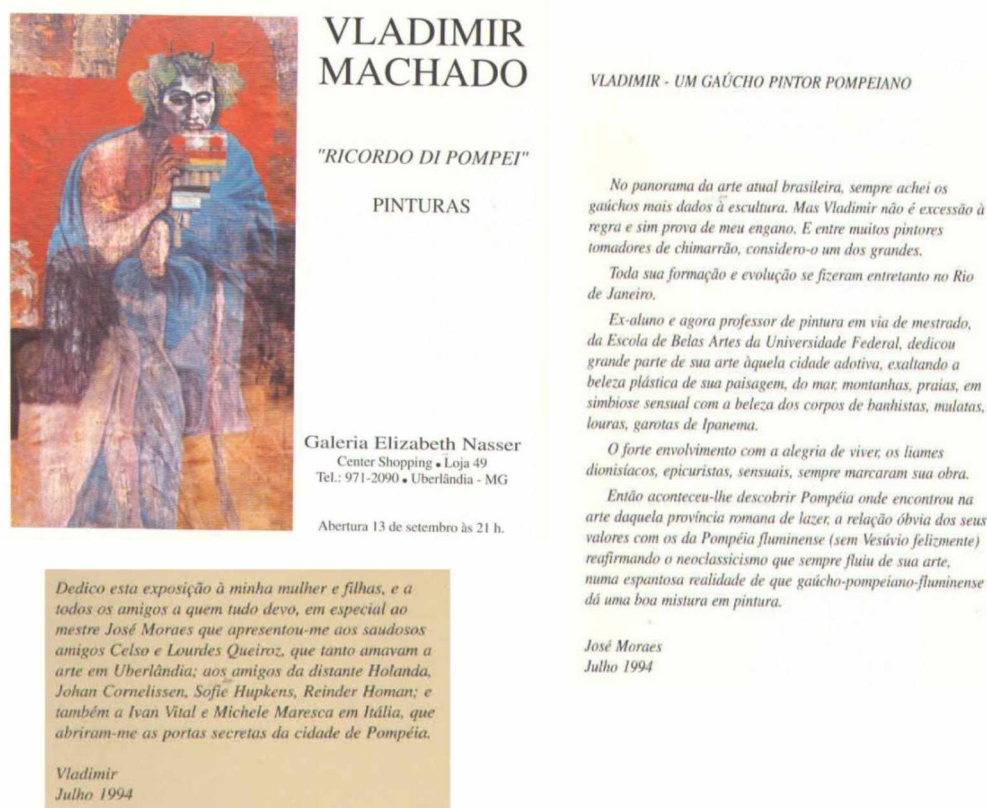 VLADIMIR
MACHADO
"RICORDO DI POMPEI"
PINTURAS
Galeria Elizabeth Nasser
Center Shopping • Loja 49
Tel.: 971-2090 • Uberlândia - MG
Abertura 13 de setembro às 21 h.
Dedico esta exposição à minha mulher e filhas, e a
todos os amigos a quem tudo devo, em especial ao
mestre José Moraes que apresentou-me aos saudosos
amigos Celso e Lourdes Queiroz, que tanto amavam a
arte em Uberlândia; aos amigos da distante Holanda,
Johan Cornelissen, Sofie Hupkens, Reinder Homan; e
também a Ivan Vital e Michele Maresca em Itália, que
abriram-me as portas secretas da cidade de Pompéia.
Vladimir
Julho 1994
VLADIMIR - UM GAÚCHO PINTOR POMPEIANO
No panorama da arte atual brasileira, sempre achei os
gaúchos mais dados à escultura. Mas Vladimir não é excessão à
regra e sim prova de meu engano. E entre muitos pintores
tomadores de chimarrão, considero-o um dos grandes.
Toda sua formação e evolução se fizeram entretanto no Rio
de Janeiro.
Ex-aluno e agora professor de pintura em via de mestrado,
da Escola de Belas Artes da Universidade Federal, dedicou
grande parte de sua arte àquela cidade adotiva, exaltando a
beleza plástica de sua paisagem, do mar, montanhas, praias, em
simbiose sensual com a beleza dos corpos de banhistas, mulatas,
louras, garotas de Ipanema.
O forte envolvimento com a alegria de viver, os liames
dionisíacos, epicuristas, sensuais, sempre marcaram sua obra.
Então aconteceu-lhe descobrir Pompéia onde encontrou na
arte daquela província romana de lazer, a relação óbvia dos seus
valores com os da Pompéia fluminense (sem Vesúvio felizmente)
reafirmando o neoclassicismo que sempre fluiu de sua arte,
numa espantosa realidade de que gaúcho-pompeiano-fluminense
dá uma boa mistura em pintura.
José Moraes
Julho 1994